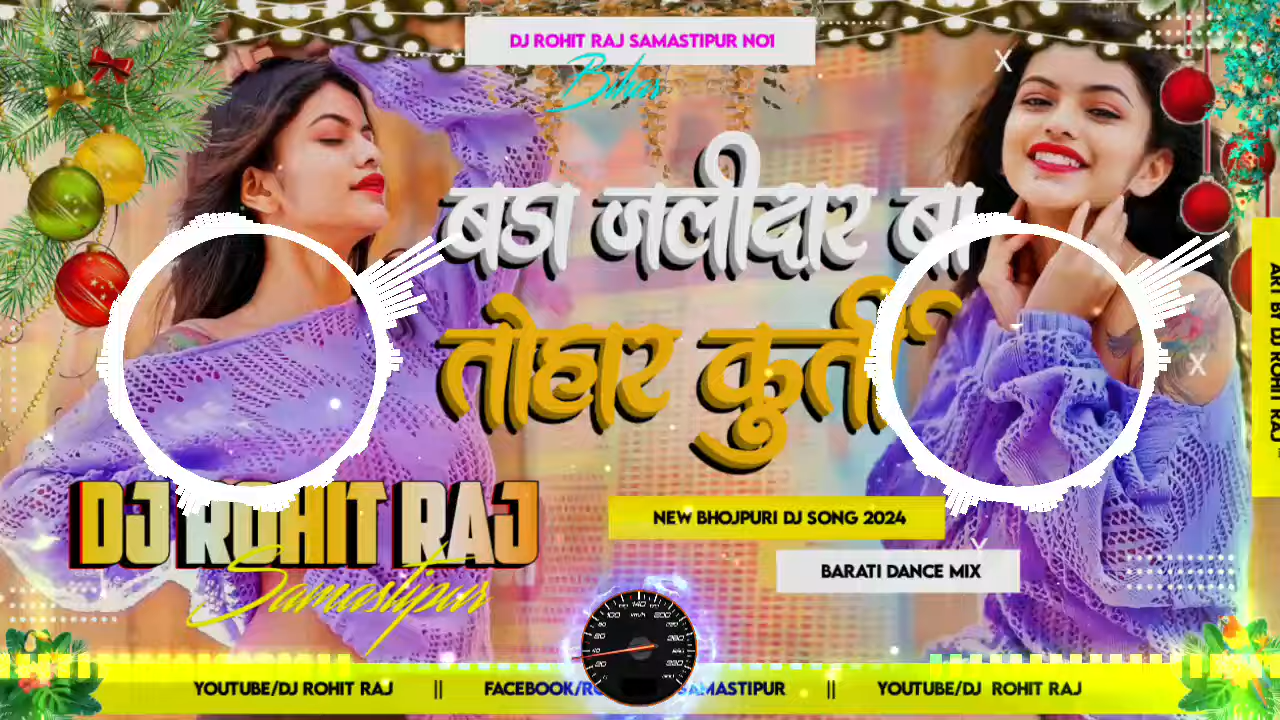 DJ ROHIT RAJ SAMASTIPUR NO1
Bihar
बडा जलीदार बा
तोहार कुर्ती
ART BY DJ ROHIT RAJ
DJ ROHIT RAJ
Samastipur
NEW BHOJPURI DJ SONG 2024
BARATI DANCE MIX
YOUTUBE/DJ ROHIT RAJ || FACEBOOK/RO SAMASTIPUR || YOUTUBE/DJ ROHIT RAJ